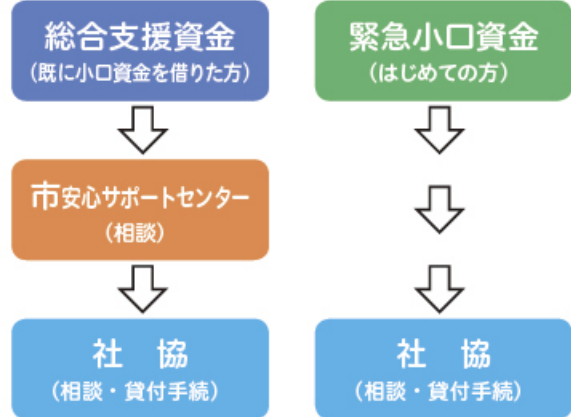 総合支援資金
(既に小口資金を借りた方)
市安心サポートセンター
(相談)
社　協
(相談・貸付手続)
緊急小口資金
(はじめての方)
社　協
(相談・貸付手続)